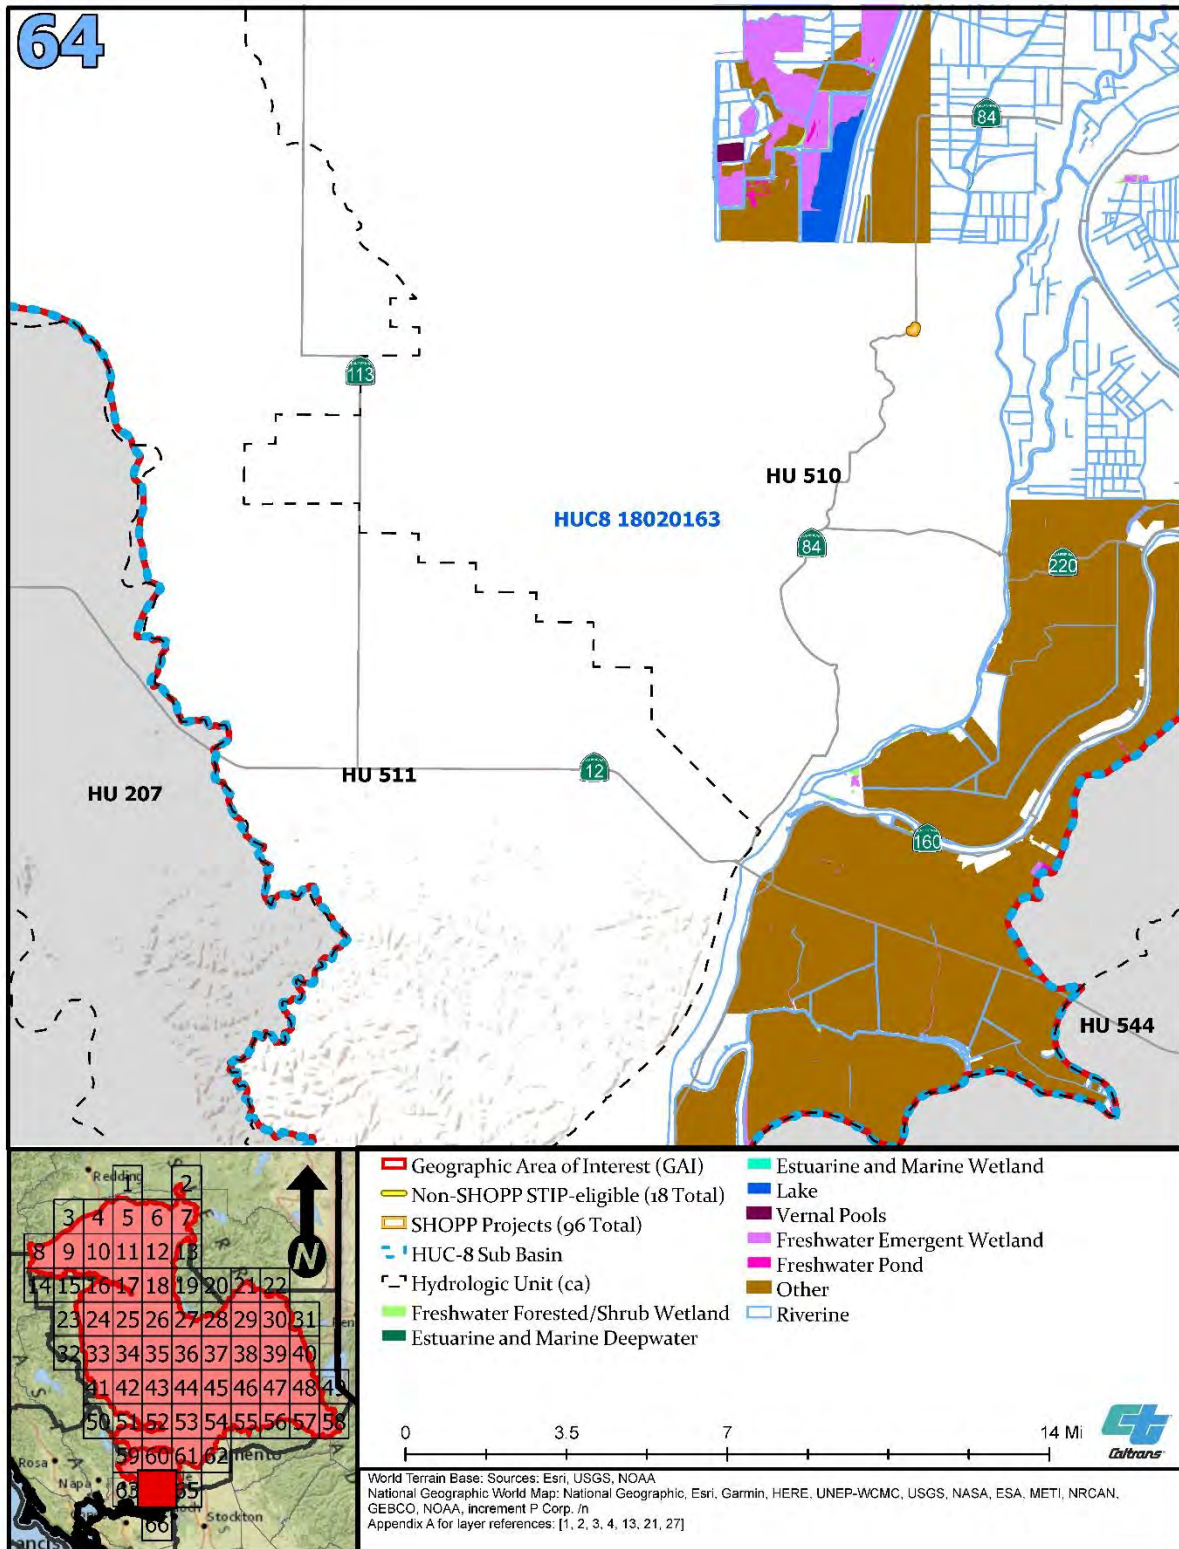 64
84
113
HU 510
HUC8 18020163
84
220
HU 511
12
HU 207
160
HU 544
Redding
1
2
3
4
5
6
7
8
9
10
11
12
13
14
15
16
17
18
19
20
21
22
23
24
25
26
27
28
29
30
31
32
33
34
35
36
37
38
39
40
41
42
43
44
45
46
47
48
49
50
51
52
53
54
55
56
57
58
59
60
61
62
Rosa
Napa
63
65
66
Stockton
N
Geographic Area of Interest (GAI)
Non-SHOPP STIP-eligible (18 Total)
SHOPP Projects (96 Total)
HUC-8 Sub Basin
Hydrologic Unit (ca)
Freshwater Forested/Shrub Wetland
Estuarine and Marine Deepwater
Estuarine and Marine Wetland
Lake
Vernal Pools
Freshwater Emergent Wetland
Freshwater Pond
Other
Riverine
0 3.5 7 14 Mi
Caltrans
World Terrain Base: Sources: Esri, USGS, NOAA
National Geographic World Map: National Geographic, Esri, Garmin, HERE, UNEP-WCMC, USGS, NASA, ESA, METI, NRCAN,
GEBCO, NOAA, increment P Corp. /n
Appendix A for layer references: [1, 2, 3, 4, 13, 21, 27]